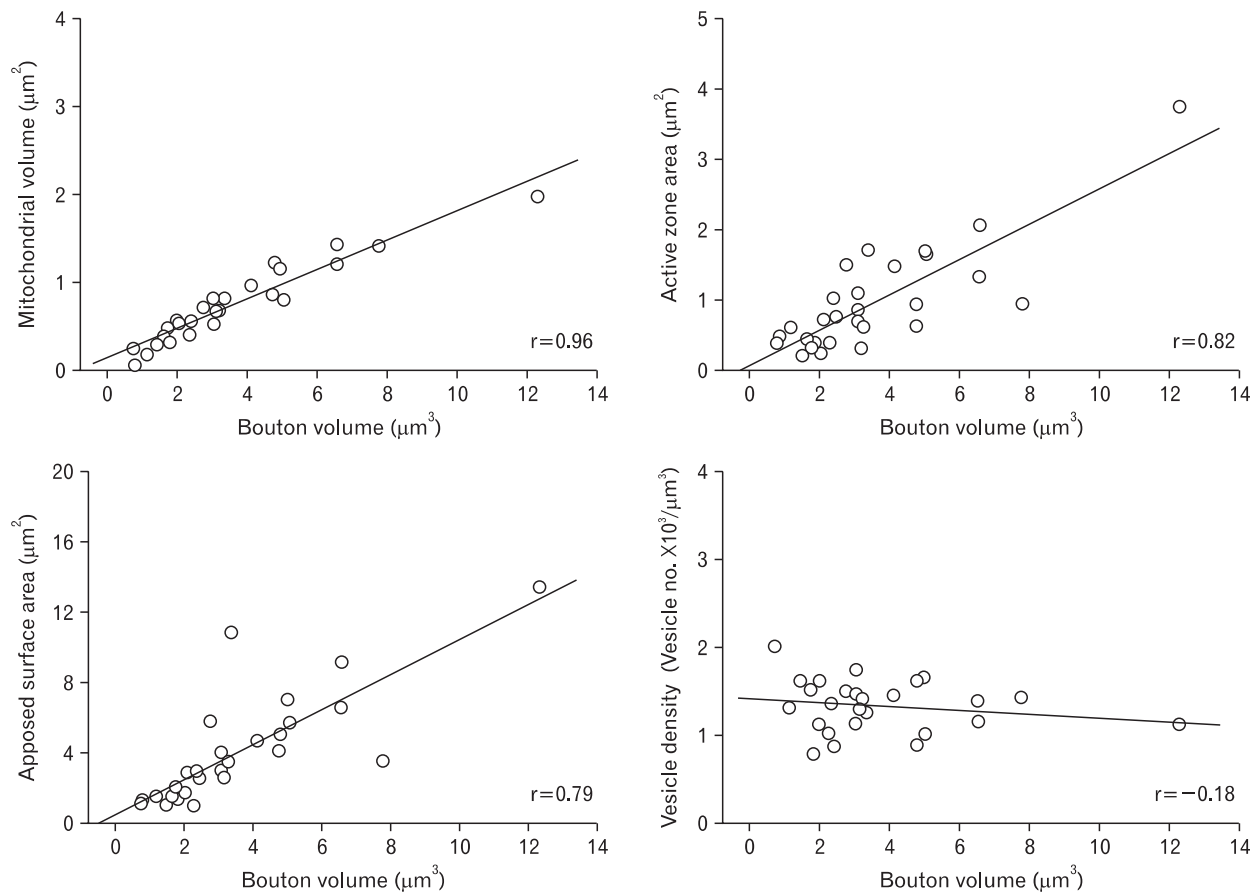 4
3
2
1
0
Mitochondrial volume (μm²)
r=0.96
0 2 4 6 8 10 12 14
Bouton volume (μm³)
5
4
3
2
1
0
Active zone area (μm²)
r=0.82
0 2 4 6 8 10 12 14
Bouton volume (μm³)
20
16
12
8
4
0
Apposed surface area (μm²)
r=0.79
0 2 4 6 8 10 12 14
Bouton volume (μm³)
4
3
2
1
0
Vesicle density (Vesicle no. X10³/μm³)
r=−0.18
0 2 4 6 8 10 12 14
Bouton volume (μm³)